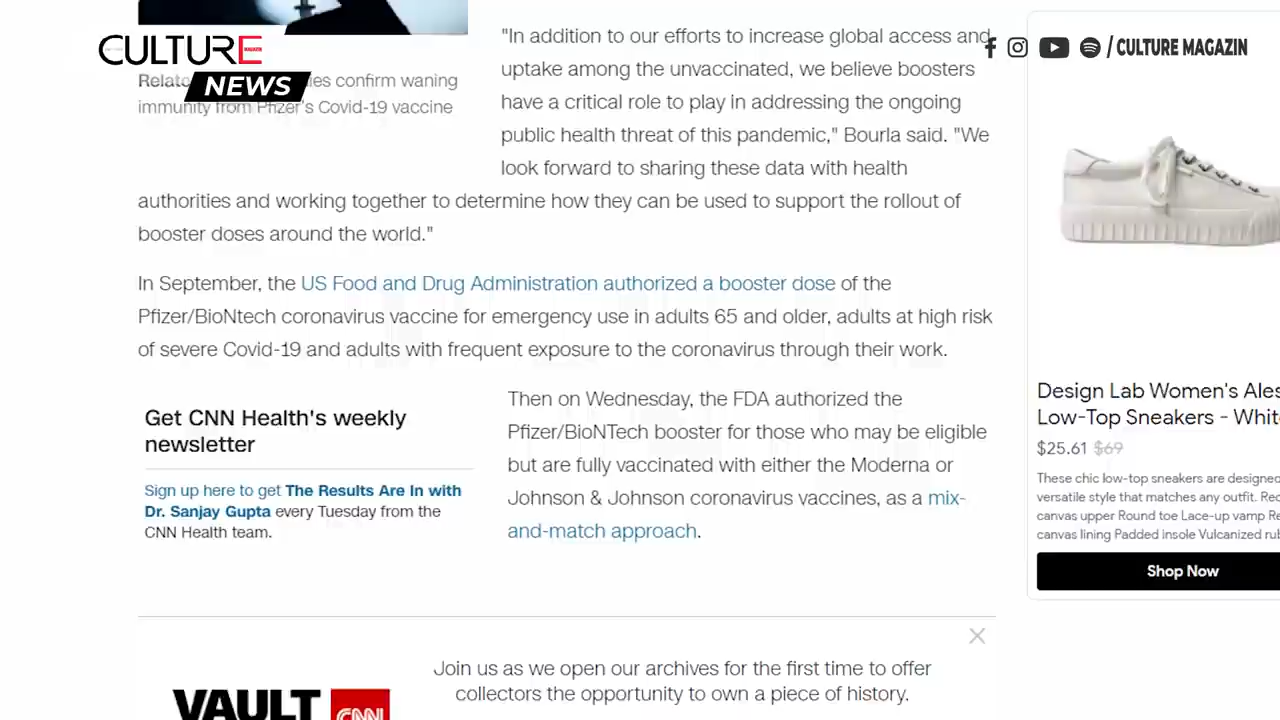 CULTURE
NEWS
/ CULTURE MAGAZIN
ies confirm waning
immunity from Pfizer's Covid-19 vaccine
"In addition to our efforts to increase global access and
uptake among the unvaccinated, we believe boosters
have a critical role to play in addressing the ongoing
public health threat of this pandemic," Bourla said. "We
look forward to sharing these data with health
authorities and working together to determine how they can be used to support the rollout of
booster doses around the world."
In September, the US Food and Drug Administration authorized a booster dose of the
Pfizer/BioNtech coronavirus vaccine for emergency use in adults 65 and older, adults at high risk
of severe Covid-19 and adults with frequent exposure to the coronavirus through their work.
Get CNN Health's weekly
newsletter
Sign up here to get The Results Are In with
Dr. Sanjay Gupta every Tuesday from the
CNN Health team.
Then on Wednesday, the FDA authorized the
Pfizer/BioNTech booster for those who may be eligible
but are fully vaccinated with either the Moderna or
Johnson & Johnson coronavirus vaccines, as a mix-
and-match approach.
Design Lab Women's Ales
Low-Top Sneakers - Whit
$25.61 $69
These chic low-top sneakers are designed
versatile style that matches any outfit. Rec
canvas upper Round toe Lace-up vamp Re
canvas lining Padded insole Vulcanized rub
Shop Now
Join us as we open our archives for the first time to offer
collectors the opportunity to own a piece of history.
VAULT CNN